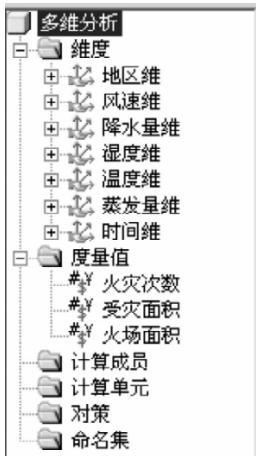 多维分析
维度
地区维
风速维
降水量维
湿度维
温度维
蒸发量维
时间维
度量值
火灾次数
受灾面积
火场面积
计算成员
计算单元
对策
命名集